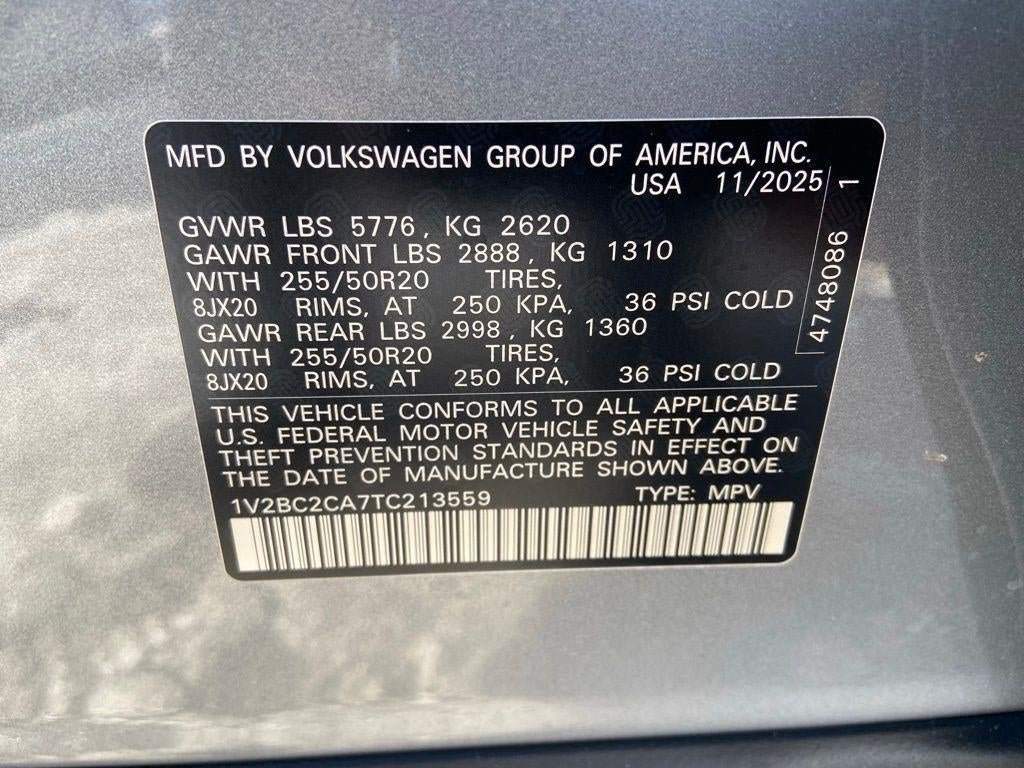 MFD BY VOLKSWAGEN GROUP OF AMERICA, INC.
USA 11/2025
GVWR LBS 5776, KG 2620
GAWR FRONT LBS 2888, KG 1310
WITH 255/50R20 TIRES,
8JX20 RIMS, AT 250 KPA, 36 PSI COLD
GAWR REAR LBS 2998, KG 1360
WITH 255/50R20 TIRES,
8JX20 RIMS, AT 250 KPA, 36 PSI COLD
4748086 1
THIS VEHICLE CONFORMS TO ALL APPLICABLE
U.S. FEDERAL MOTOR VEHICLE SAFETY AND
THEFT PREVENTION STANDARDS IN EFFECT ON
THE DATE OF MANUFACTURE SHOWN ABOVE.
1V2BC2CA7TC213559 TYPE: MPV